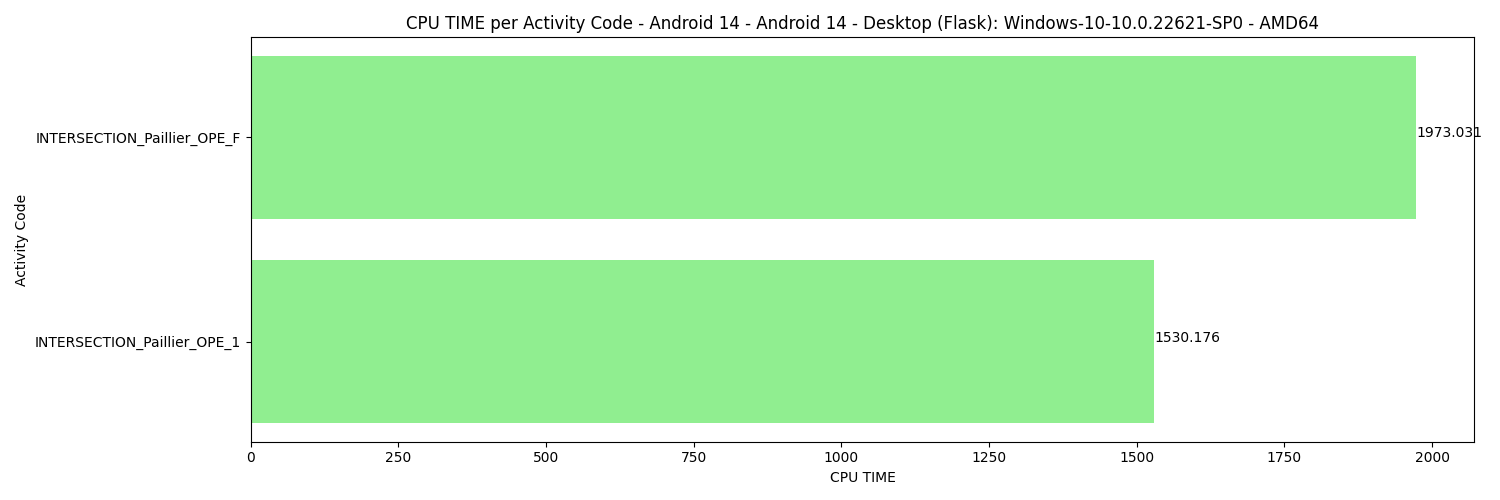 CPU TIME per Activity Code - Android 14 - Android 14 - Desktop (Flask): Windows-10-10.0.22621-SP0 - AMD64
INTERSECTION_Paillier_OPE_F
1973.031
Activity Code
INTERSECTION_Paillier_OPE_1
1530.176
0 250 500 750 1000 1250 1500 1750 2000
CPU TIME